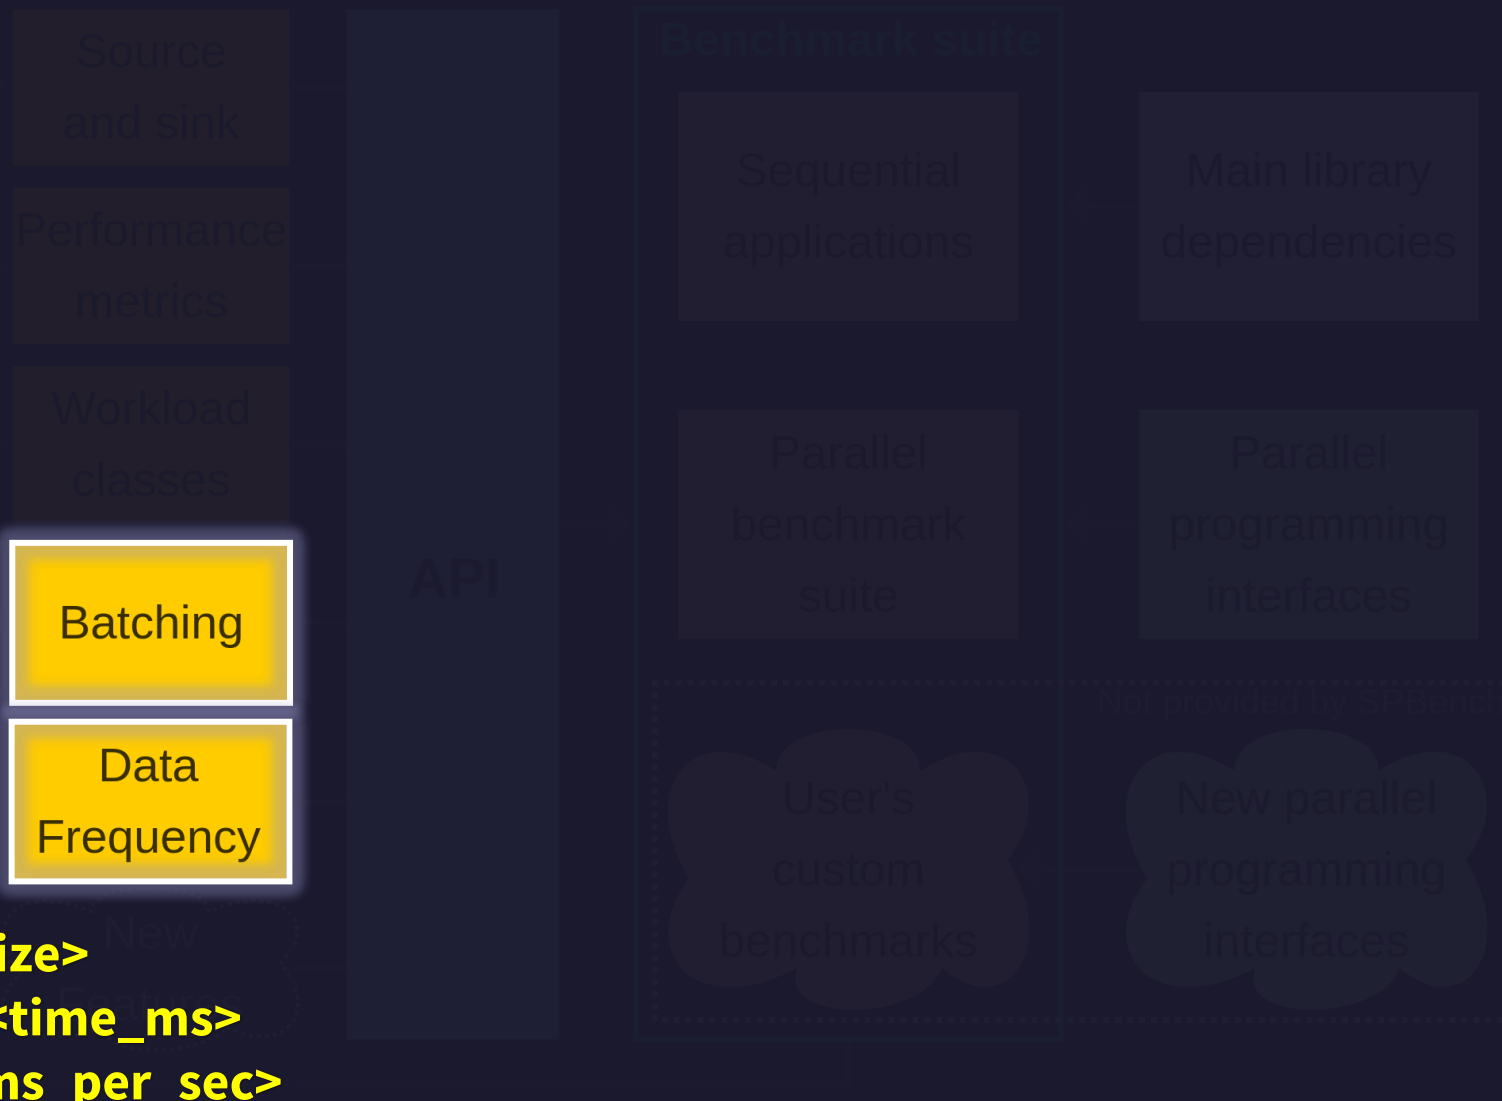 Source
and sink
Performance
metrics
Workload
classes
Batching
Data
Frequency
New
Features
API
Benchmark suite
Sequential
applications
Main library
dependencies
Parallel
benchmark
suite
Parallel
programming
interfaces
Not provided by SPBench
User's
custom
benchmarks
New parallel
programming
interfaces
ize>
<time_ms>
ms_per_sec>